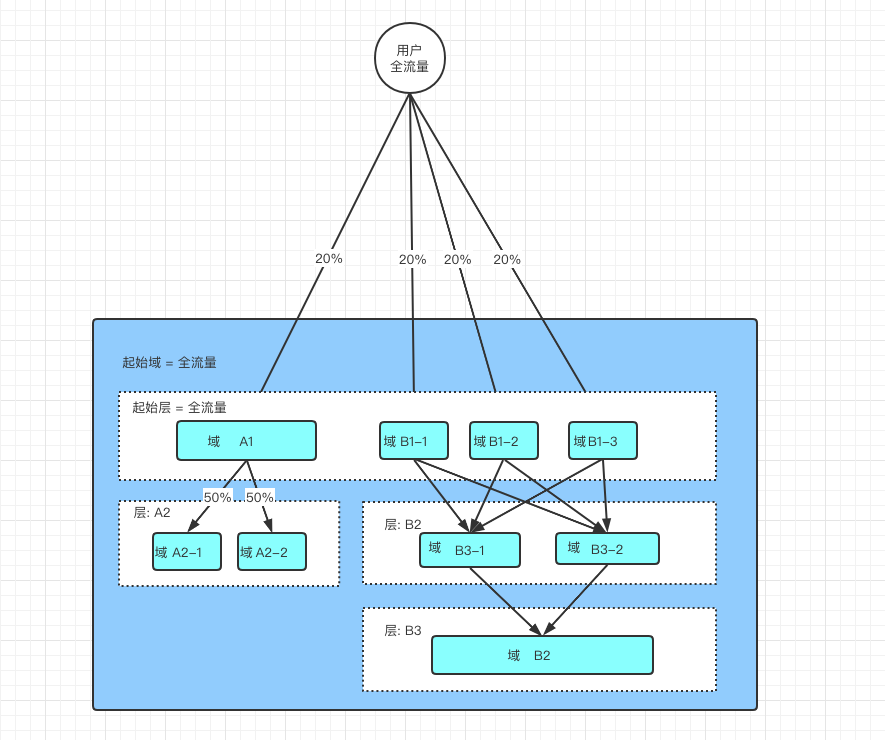 用户
全流量
20%
20%
20%
20%
起始域 = 全流量
起始层 = 全流量
域 A1
域 B1-1
域 B1-2
域 B1-3
50%
50%
层: A2
域 A2-1
域 A2-2
层: B2
域 B3-1
域 B3-2
层: B3
域 B2